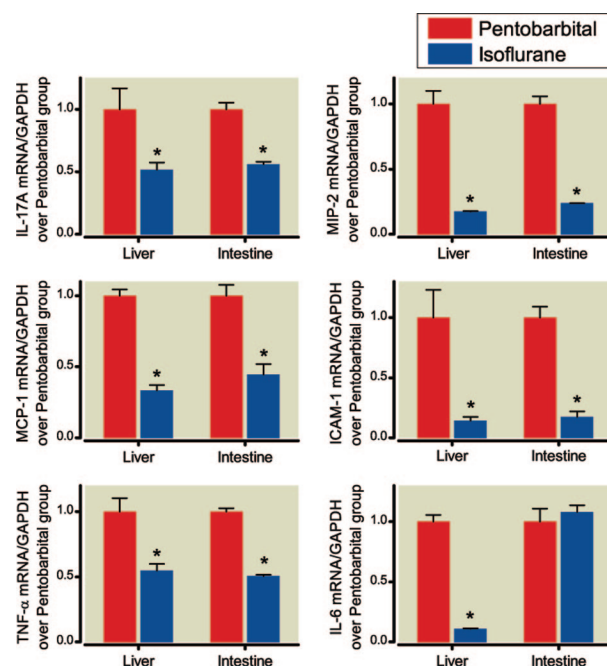 Pentobarbital
Isoflurane
IL-17A mRNA/GAPDH
over Pentobarbital group
1.0
0.5
0.0
*
*
Liver
Intestine
MIP-2 mRNA/GAPDH
over Pentobarbital group
1.0
0.5
0.0
*
*
Liver
Intestine
MCP-1 mRNA/GAPDH
over Pentobarbital group
1.0
0.5
0.0
*
*
Liver
Intestine
ICAM-1 mRNA/GAPDH
over Pentobarbital group
1.0
0.5
0.0
*
*
Liver
Intestine
TNF-α mRNA/GAPDH
over Pentobarbital group
1.0
0.5
0.0
*
*
Liver
Intestine
IL-6 mRNA/GAPDH
over Pentobarbital group
1.0
0.5
0.0
*
Liver
Intestine